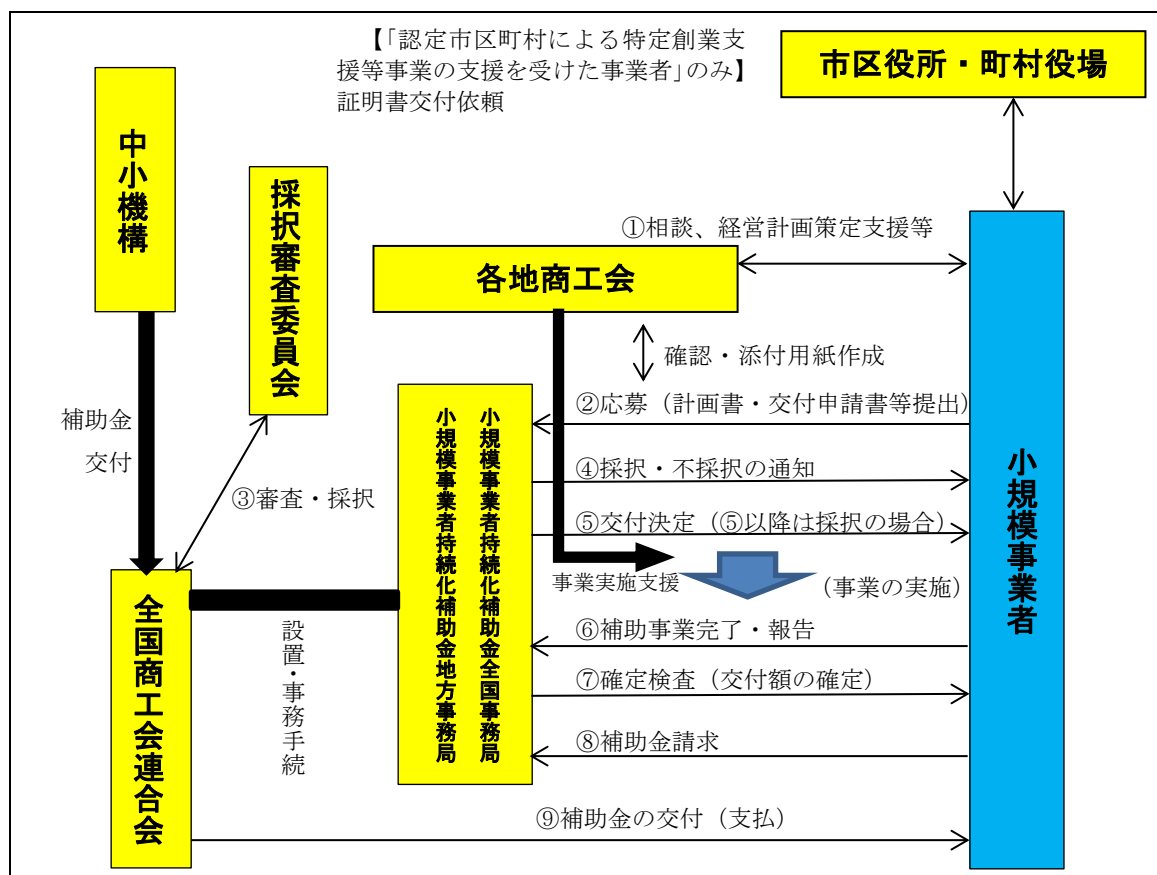 【「認定市区町村による特定創業支
援等事業の支援を受けた事業者」のみ】
証明書交付依頼
市区役所・町村役場
中小機構
採択審査委員会
①相談、経営計画策定支援等
各地商工会
確認・添付用紙作成
補助金
交付
③審査・採択
小規模事業者持続化補助金全国事務局
小規模事業者持続化補助金地方事務局
②応募（計画書・交付申請書等提出）
④採択・不採択の通知
⑤交付決定（⑤以降は採択の場合）
事業実施支援
（事業の実施）
小規模事業者
全国商工会連合会
設置・事務手続
⑥補助事業完了・報告
⑦確定検査（交付額の確定）
⑧補助金請求
⑨補助金の交付（支払）